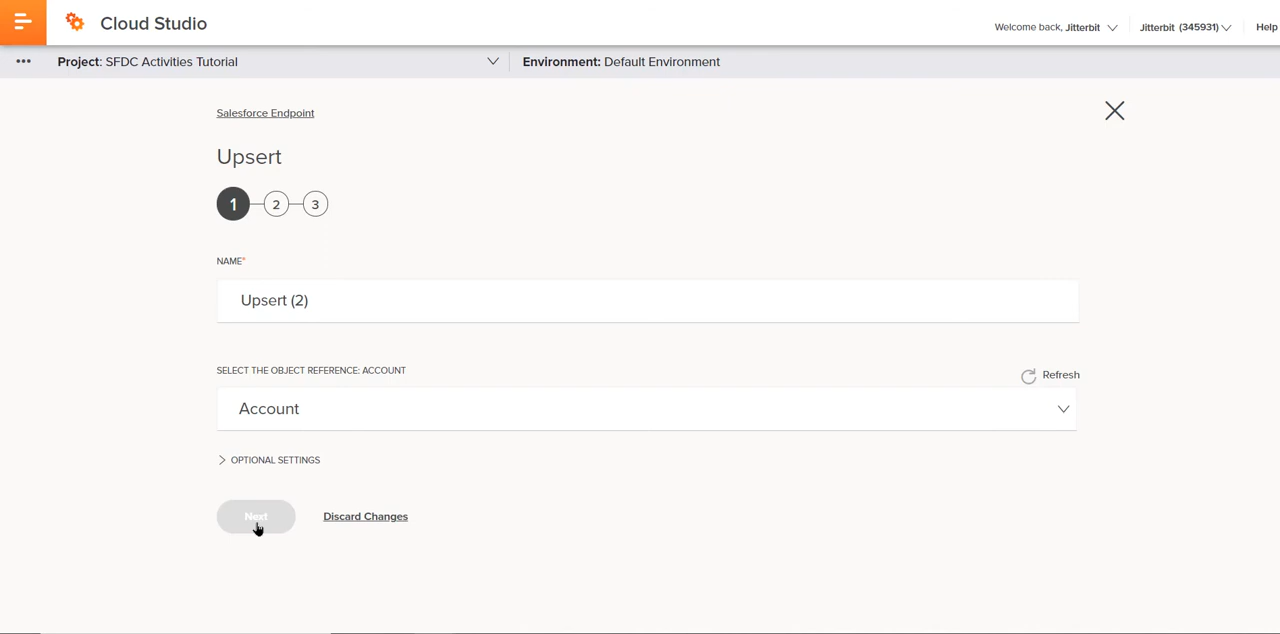 Cloud Studio
Welcome back, Jitterbit
Jitterbit (345931)
Help
Project: SFDC Activities Tutorial
Environment: Default Environment
Salesforce Endpoint
Upsert
1 2 3
NAME*
Upsert (2)
SELECT THE OBJECT REFERENCE: ACCOUNT
Refresh
Account
OPTIONAL SETTINGS
Next
Discard Changes